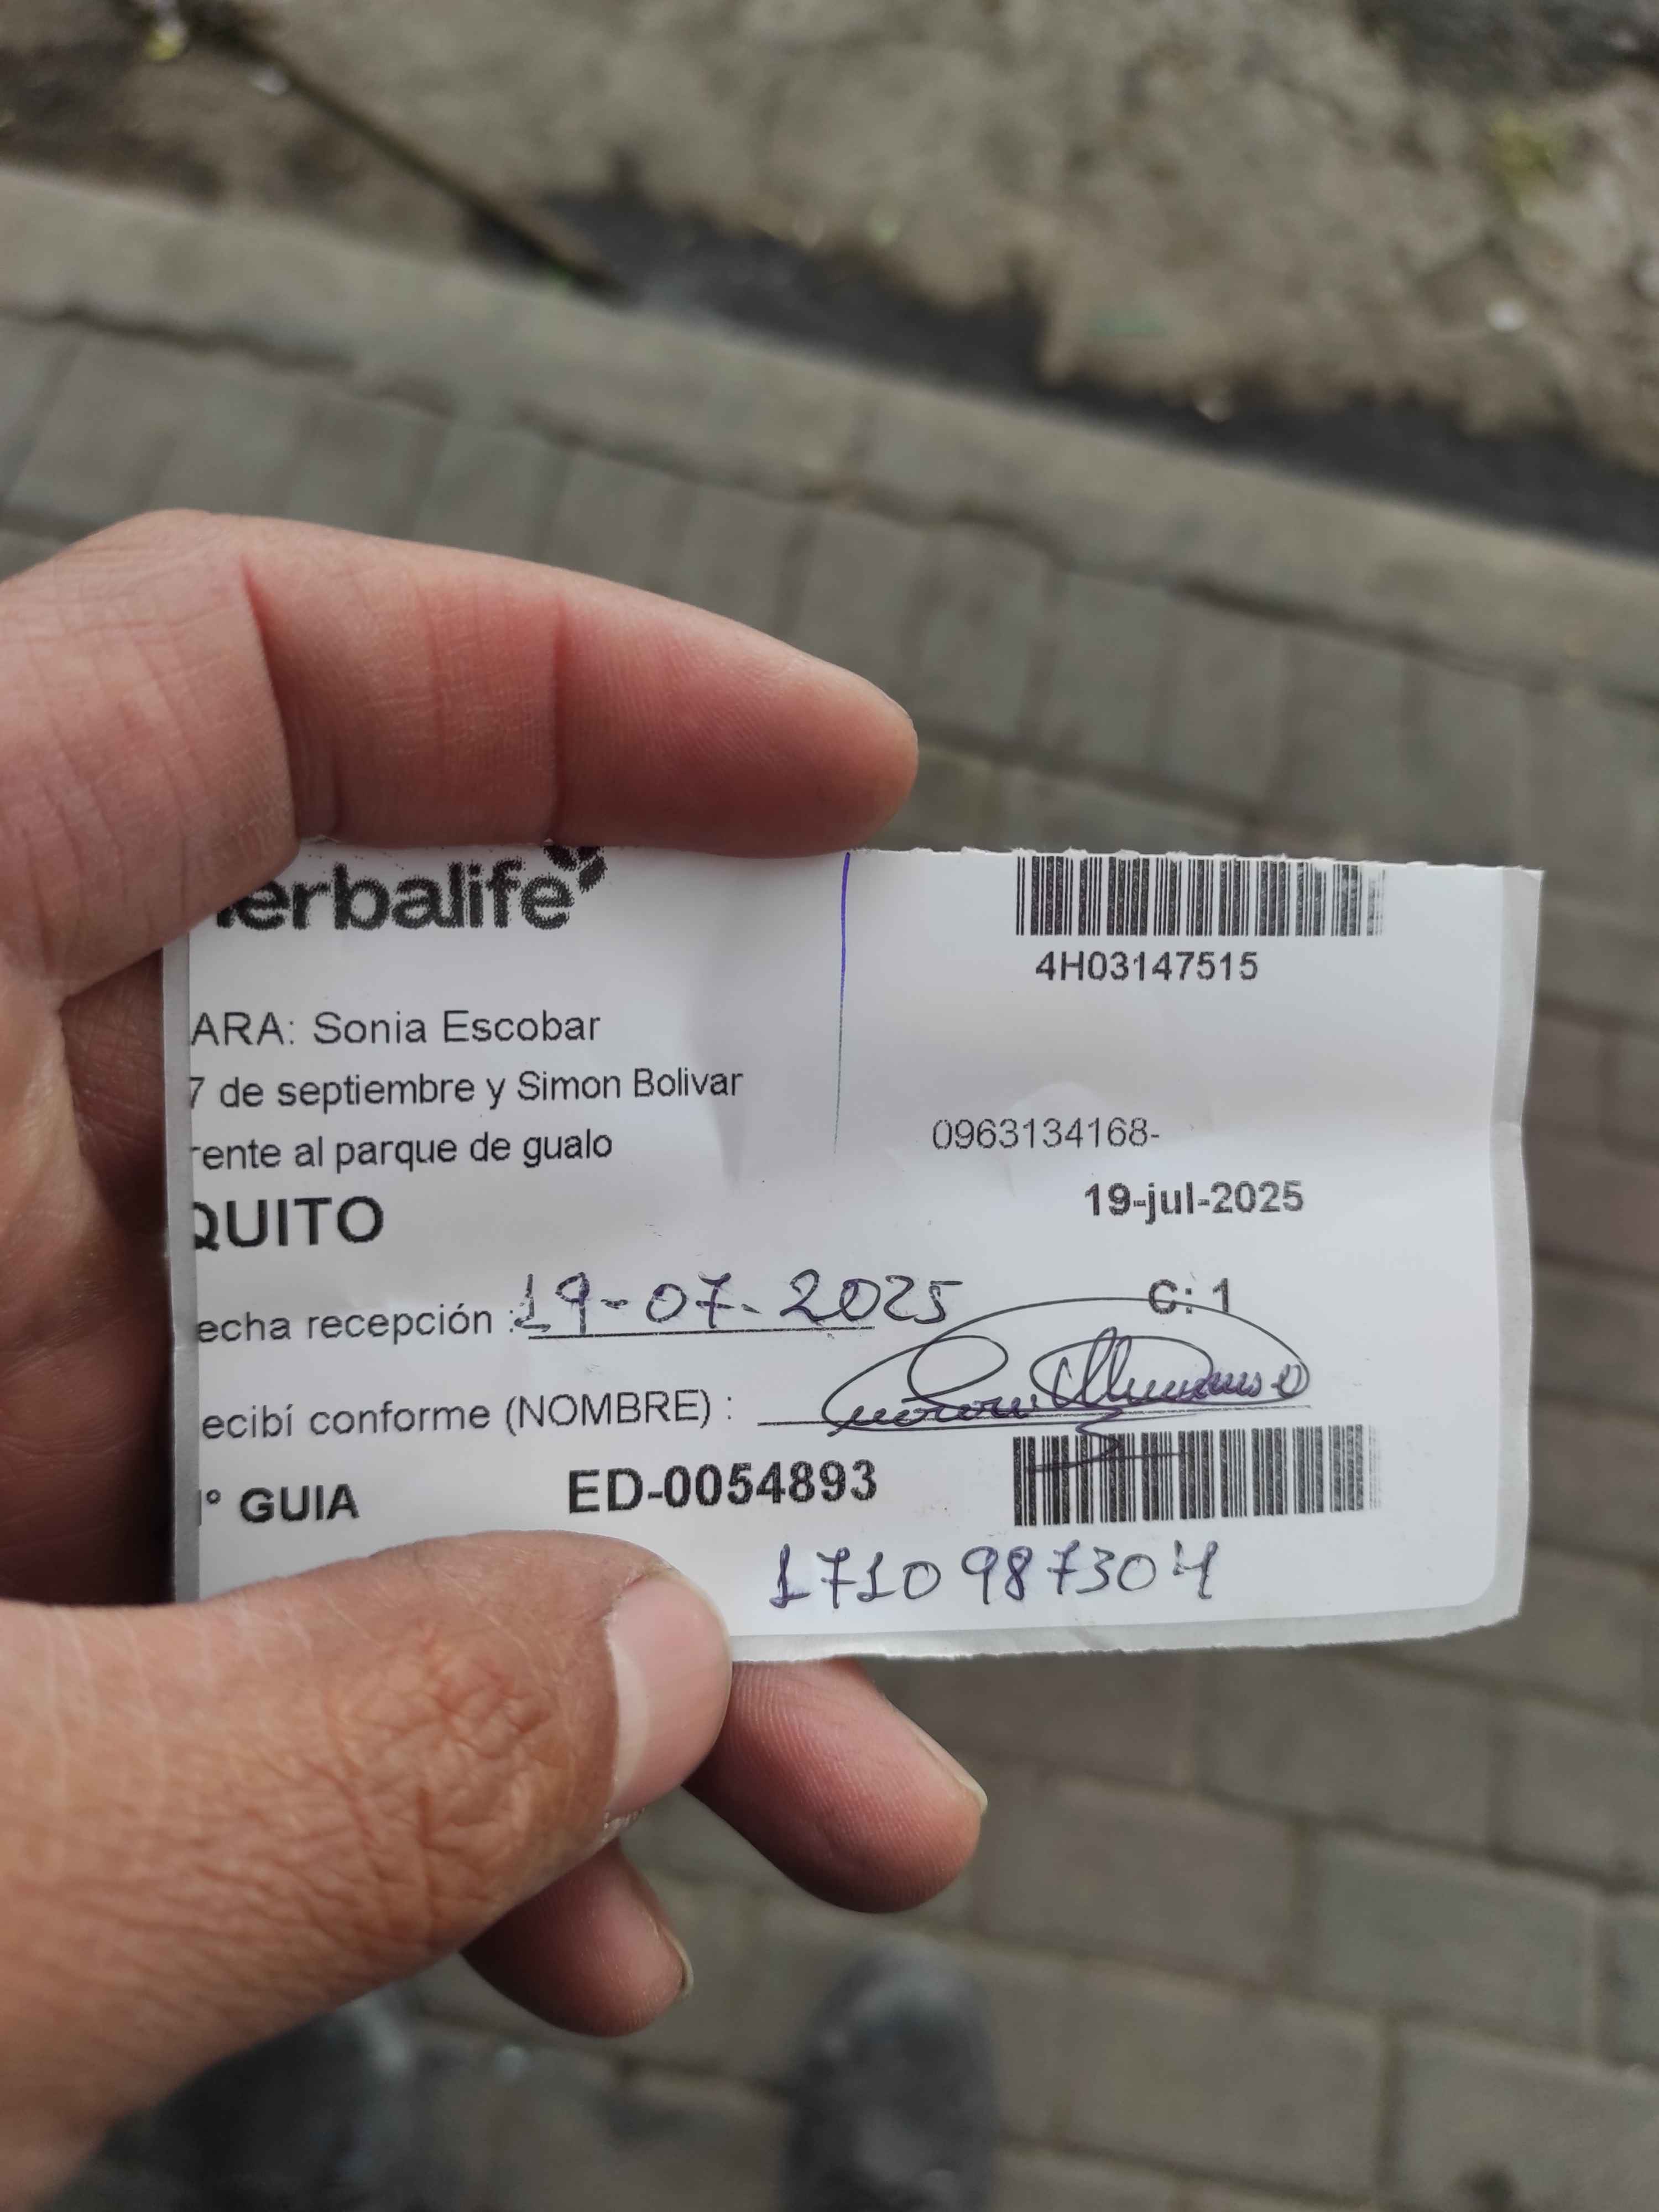 erbalife
4H03147515
ARA: Sonia Escobar
7 de septiembre y Simon Bolivar
rente al parque de gualo
0963134168-
QUITO
19-jul-2025
echa recepción : 19-07-2025
C: 1
ecibí conforme (NOMBRE) :
° GUIA ED-0054893
1710987304